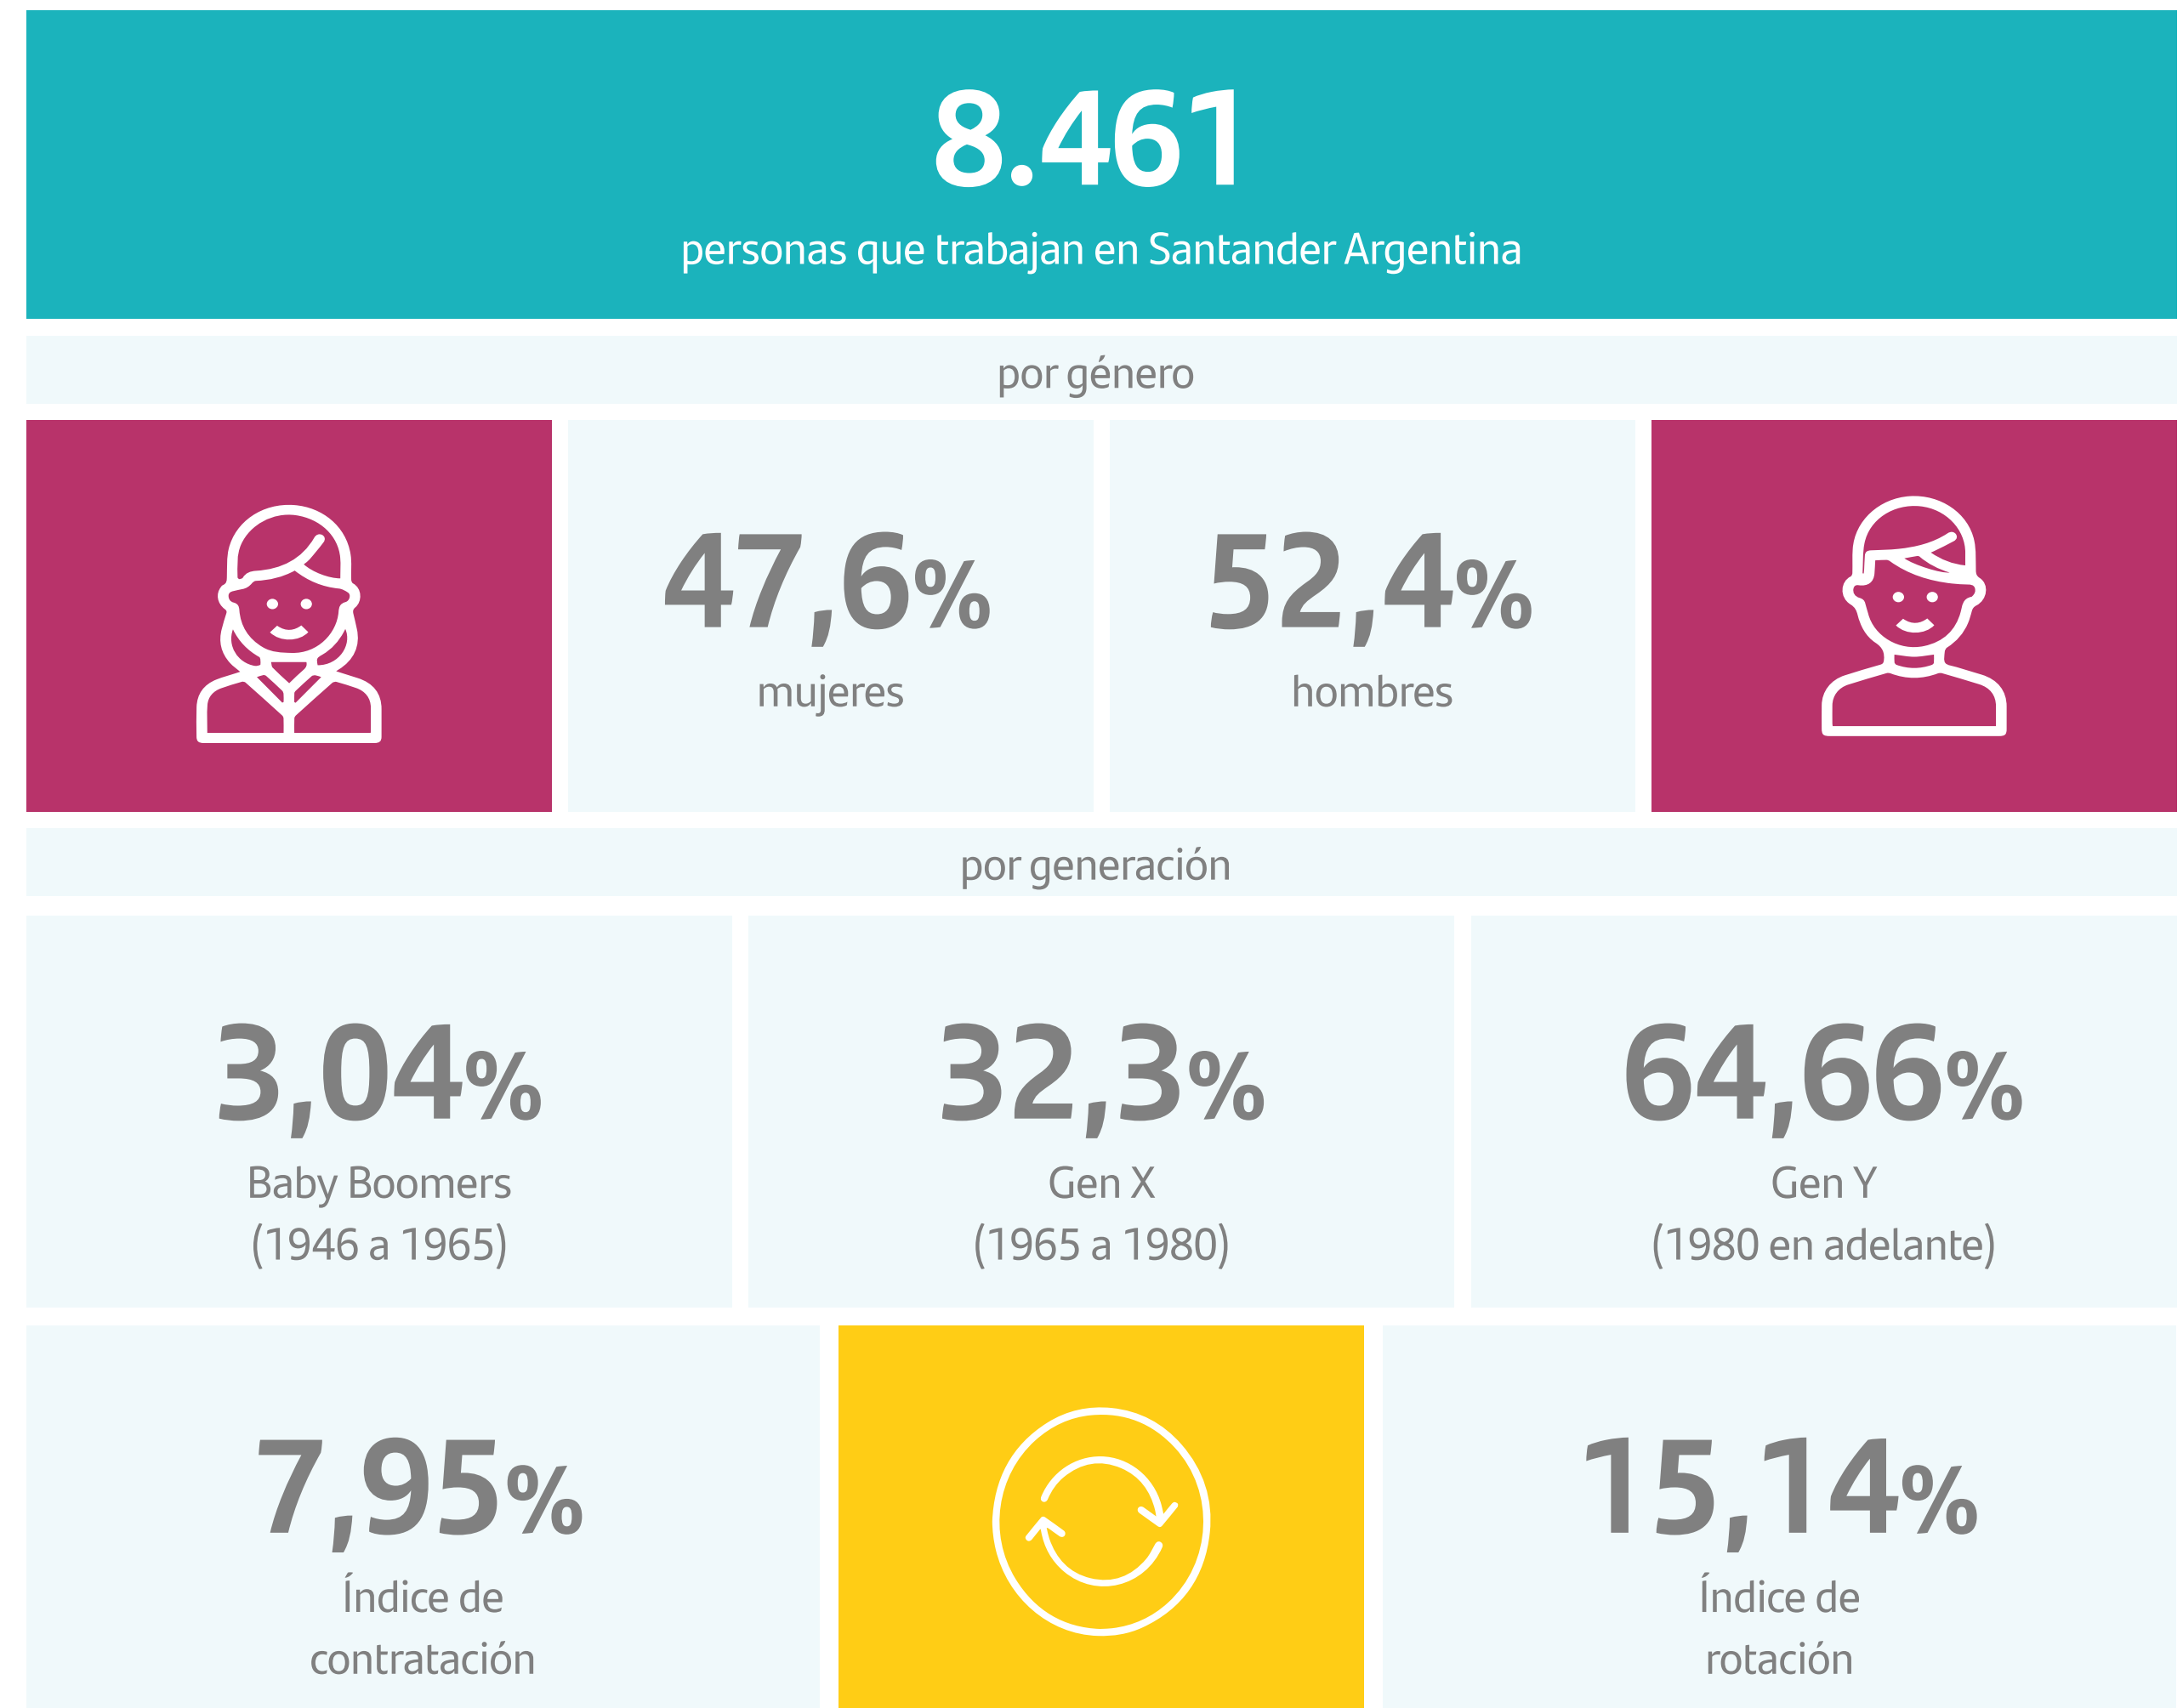 8.461
personas que trabajan en Santander Argentina
por género
47,6%
mujeres
52,4%
hombres
por generación
3,04%
Baby Boomers
(1946 a 1965)
32,3%
Gen X
(1965 a 1980)
64,66%
Gen Y
(1980 en adelante)
7,95%
Índice de
contratación
15,14%
Índice de
rotación